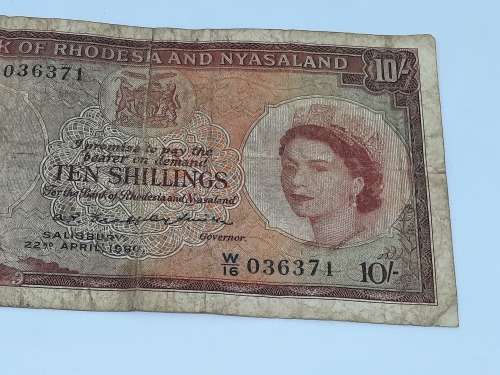 K OF RHODESIA AND NYASALAND
10/-
036371
I promise to pay the
bearer on demand
TEN SHILLINGS
For the Bank of Rhodesia and Nyasaland
Governor.
SALISBURY,
22ND APRIL, 1960
W/16 036371
10/-